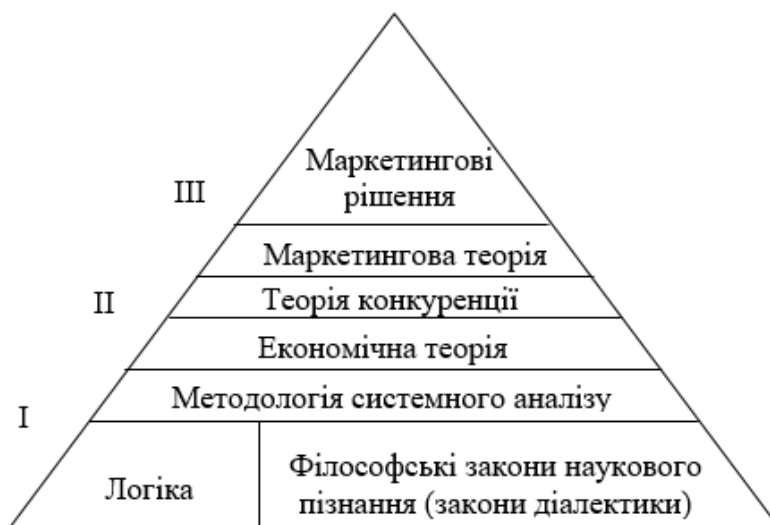 Маркетингові
рішення
III
Маркетингова теорія
II
Теорія конкуренції
Економічна теорія
Методологія системного аналізу
I
Логіка
Філософські закони наукового
пізнання (закони діалектики)